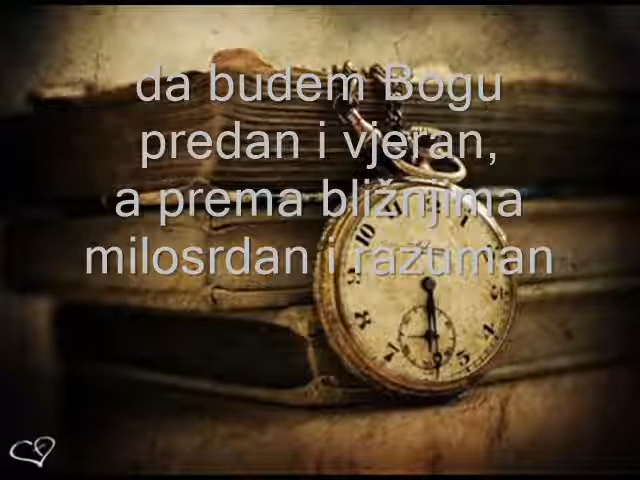 da budem Bogu
predan i vjeran,
a prema bližnjima
milosrdan i razuman